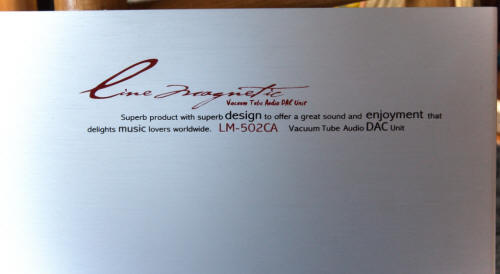 Line magnetic
Vacuum Tube Audio DAC Unit
Superb product with superb design to offer a great sound and enjoyment that
delights music lovers worldwide. LM-502CA Vacuum Tube Audio DAC Unit